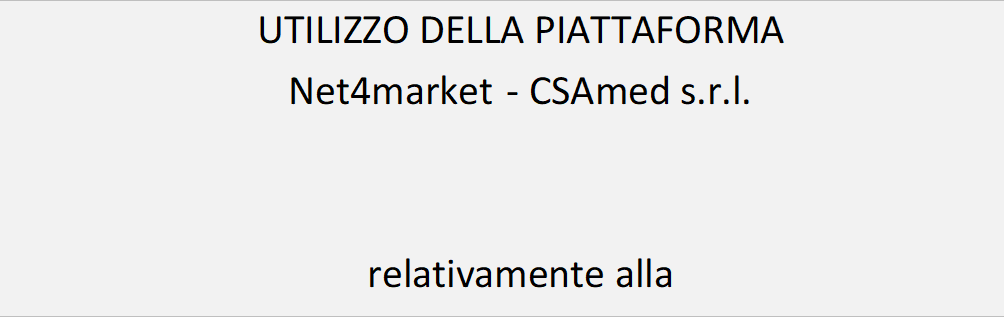 UTILIZZO DELLA PIATTAFORMA
Net4market - CSAmed s.r.l.
relativamente alla